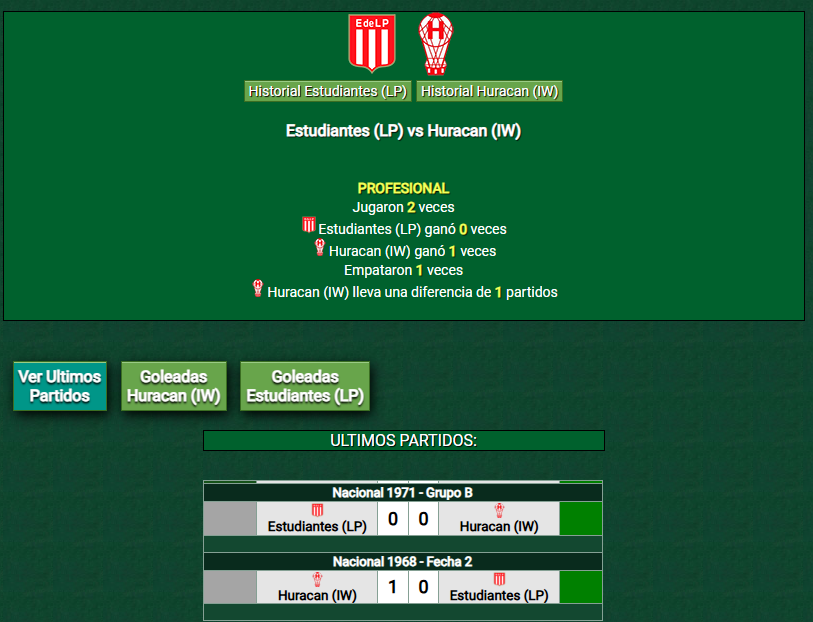 EdeLP
H
Historial Estudiantes (LP) Historial Huracan (IW)
Estudiantes (LP) vs Huracan (IW)
PROFESIONAL
Jugaron 2 veces
Estudiantes (LP) ganó 0 veces
Huracan (IW) ganó 1 veces
Empataron 1 veces
Huracan (IW) lleva una diferencia de 1 partidos
Ver Ultimos
Partidos
Goleadas
Huracan (IW)
Goleadas
Estudiantes (LP)
ULTIMOS PARTIDOS:
Nacional 1971 - Grupo B
Estudiantes (LP) 0 0 Huracan (IW)
Nacional 1968 - Fecha 2
Huracan (IW) 1 0 Estudiantes (LP)